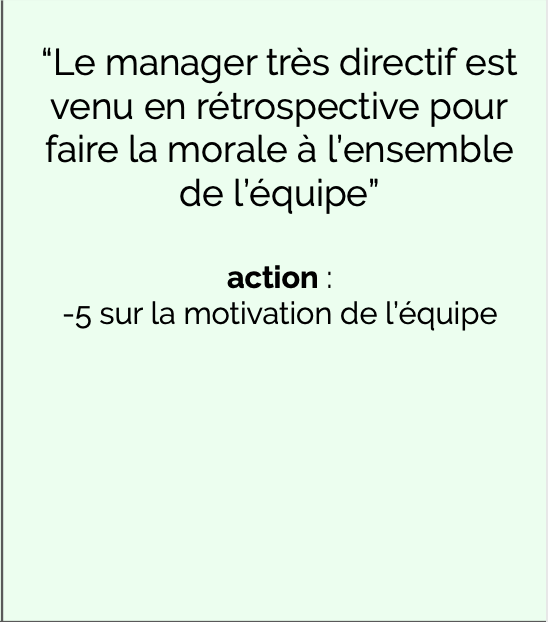 “Le manager très directif est
venu en rétrospective pour
faire la morale à l’ensemble
de l’équipe”
action :
-5 sur la motivation de l’équipe